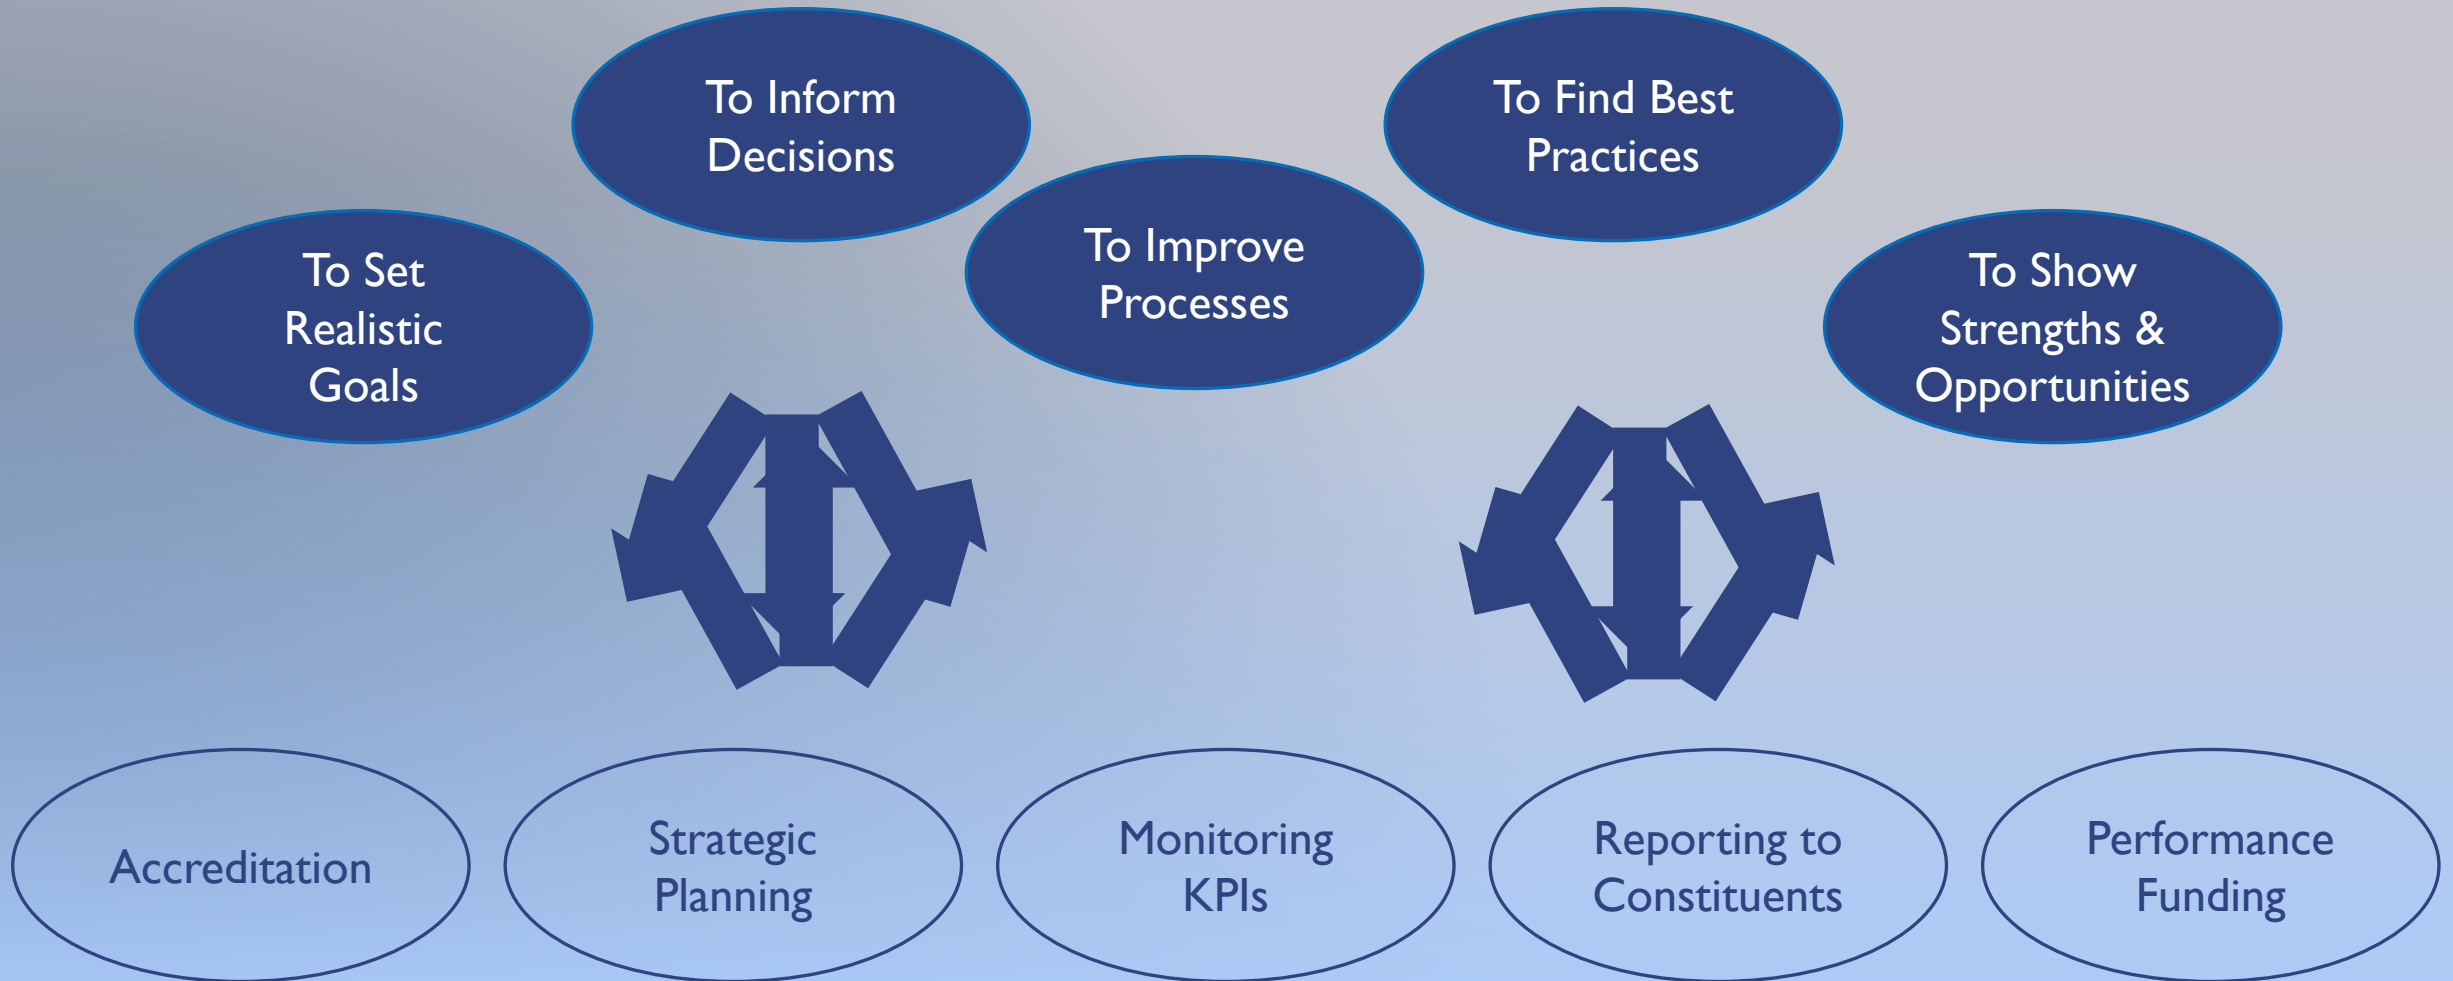 To Inform
Decisions
To Find Best
Practices
To Improve
Processes
To Set
Realistic
Goals
To Show
Strengths &
Opportunities
Accreditation
Strategic
Planning
Monitoring
KPIs
Reporting to
Constituents
Performance
Funding